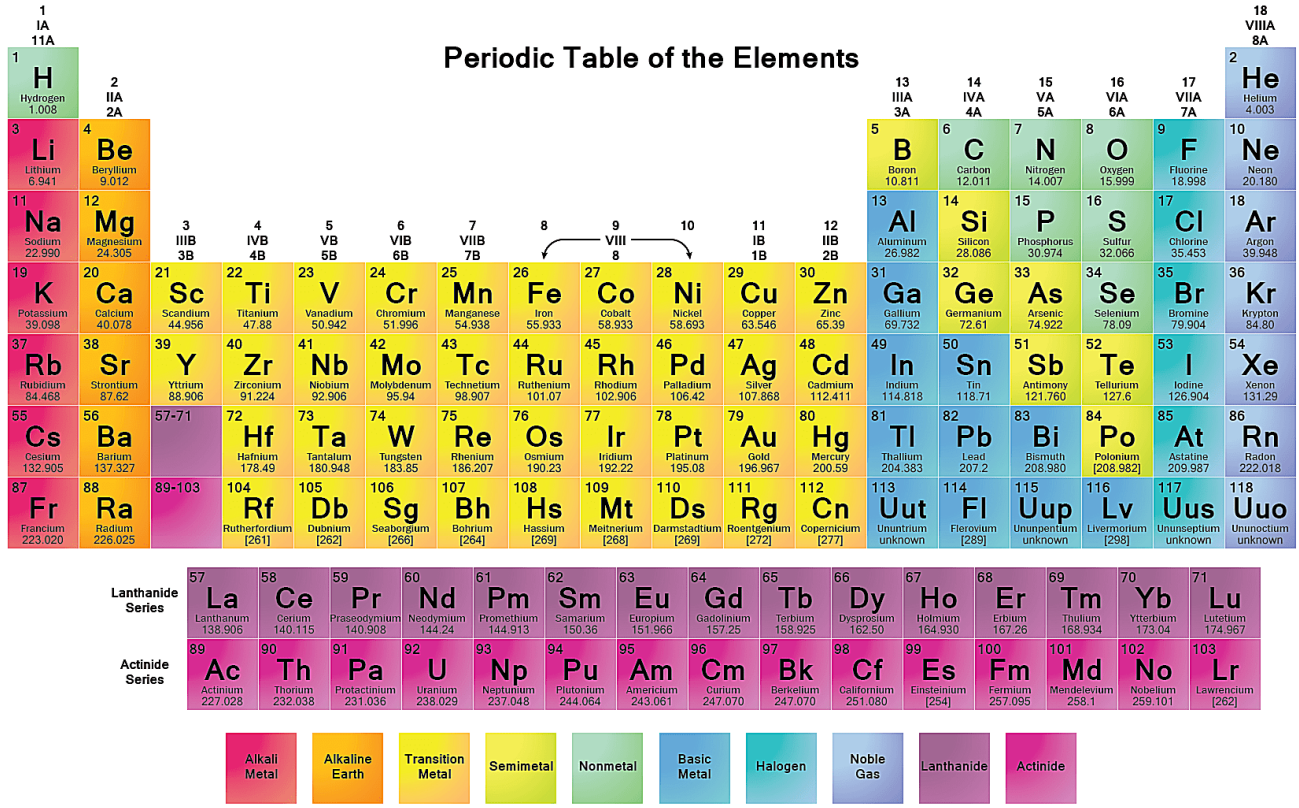 1 18
IA VIIIA
11A 8A
Periodic Table of the Elements
1 2
H He
Hydrogen Helium
1.008 4.003
2 13 14 15 16 17
IIA IIIA IVA VA VIA VIIA
2A 3A 4A 5A 6A 7A
3 4 5 6 7 8 9 10
Li Be B C N O F Ne
Lithium Beryllium Boron Carbon Nitrogen Oxygen Fluorine Neon
6.941 9.012 10.811 12.011 14.007 15.999 18.998 20.180
11 12 13 14 15 16 17 18
Na Mg Al Si P S Cl Ar
Sodium Magnesium Aluminum Silicon Phosphorus Sulfur Chlorine Argon
22.990 24.305 26.982 28.086 30.974 32.066 35.453 39.948
3 4 5 6 7 8 9 10 11 12
IIIB IVB VB VIB VIIB VIII IB IIB
3B 4B 5B 6B 7B 8 1B 2B
19 20 21 22 23 24 25 26 27 28 29 30 31 32 33 34 35 36
K Ca Sc Ti V Cr Mn Fe Co Ni Cu Zn Ga Ge As Se Br Kr
Potassium Calcium Scandium Titanium Vanadium Chromium Manganese Iron Cobalt Nickel Copper Zinc Gallium Germanium Arsenic Selenium Bromine Krypton
39.098 40.078 44.956 47.88 50.942 51.996 54.938 55.933 58.933 58.693 63.546 65.39 69.732 72.61 74.922 78.09 79.904 84.80
37 38 39 40 41 42 43 44 45 46 47 48 49 50 51 52 53 54
Rb Sr Y Zr Nb Mo Tc Ru Rh Pd Ag Cd In Sn Sb Te I Xe
Rubidium Strontium Yttrium Zirconium Niobium Molybdenum Technetium Ruthenium Rhodium Palladium Silver Cadmium Indium Tin Antimony Tellurium Iodine Xenon
84.468 87.62 88.906 91.224 92.906 95.94 98.907 101.07 102.906 106.42 107.868 112.411 114.818 118.71 121.760 127.6 126.904 131.29
55 56 57-71 72 73 74 75 76 77 78 79 80 81 82 83 84 85 86
Cs Ba Hf Ta W Re Os Ir Pt Au Hg Tl Pb Bi Po At Rn
Cesium Barium Hafnium Tantalum Tungsten Rhenium Osmium Iridium Platinum Gold Mercury Thallium Lead Bismuth Polonium Astatine Radon
132.905 137.327 178.49 180.948 183.85 186.207 190.23 192.22 195.08 196.967 200.59 204.383 207.2 208.980 [208.982] 209.987 222.018
87 88 89-103 104 105 106 107 108 109 110 111 112 113 114 115 116 117 118
Fr Ra Rf Db Sg Bh Hs Mt Ds Rg Cn Uut Fl Uup Lv Uus Uuo
Francium Radium Rutherfordium Dubnium Seaborgium Bohrium Hassium Meitnerium Darmstadtium Roentgenium Copernicium Ununtrium Flerovium Ununpentium Livermorium Ununseptium Ununoctium
223.020 226.025 [261] [262] [266] [264] [269] [268] [269] [272] [277] unknown [289] unknown [298] unknown unknown
Lanthanide
Series
57 58 59 60 61 62 63 64 65 66 67 68 69 70 71
La Ce Pr Nd Pm Sm Eu Gd Tb Dy Ho Er Tm Yb Lu
Lanthanum Cerium Praseodymium Neodymium Promethium Samarium Europium Gadolinium Terbium Dysprosium Holmium Erbium Thulium Ytterbium Lutetium
138.906 140.115 140.908 144.24 144.913 150.36 151.966 157.25 158.925 162.50 164.930 167.26 168.934 173.04 174.967
Actinide
Series
89 90 91 92 93 94 95 96 97 98 99 100 101 102 103
Ac Th Pa U Np Pu Am Cm Bk Cf Es Fm Md No Lr
Actinium Thorium Protactinium Uranium Neptunium Plutonium Americium Curium Berkelium Californium Einsteinium Fermium Mendelevium Nobelium Lawrencium
227.028 232.038 231.036 238.029 237.048 244.064 243.061 247.070 247.070 251.080 [254] 257.095 258.1 259.101 [262]
Alkali Metal
Alkaline Earth
Transition Metal
Semimetal
Nonmetal
Basic Metal
Halogen
Noble Gas
Lanthanide
Actinide